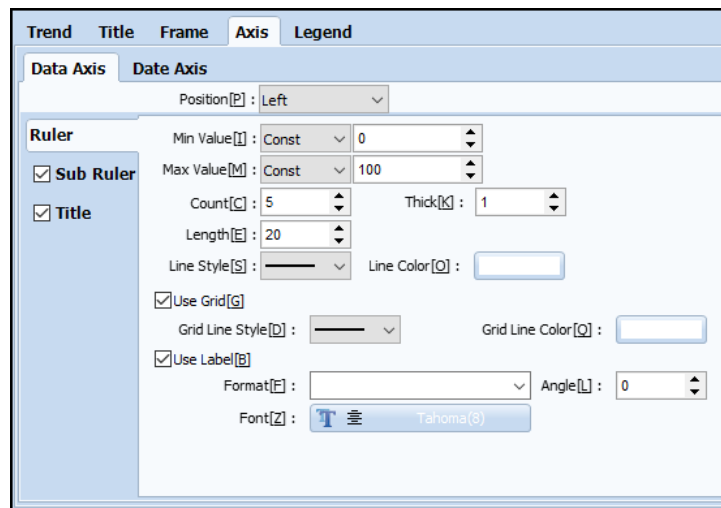 Trend Title Frame Axis Legend
Data Axis Date Axis
Position[P] : Left
Ruler
Min Value[I] : Const 0
Sub Ruler
Max Value[M] : Const 100
Title
Count[C] : 5 Thick[K] : 1
Length[E] : 20
Line Style[S] : Line Color[O] :
Use Grid[G]
Grid Line Style[D] : Grid Line Color[Q] :
Use Label[B]
Format[F] : Angle[L] : 0
Font[Z] : Tahoma(8)